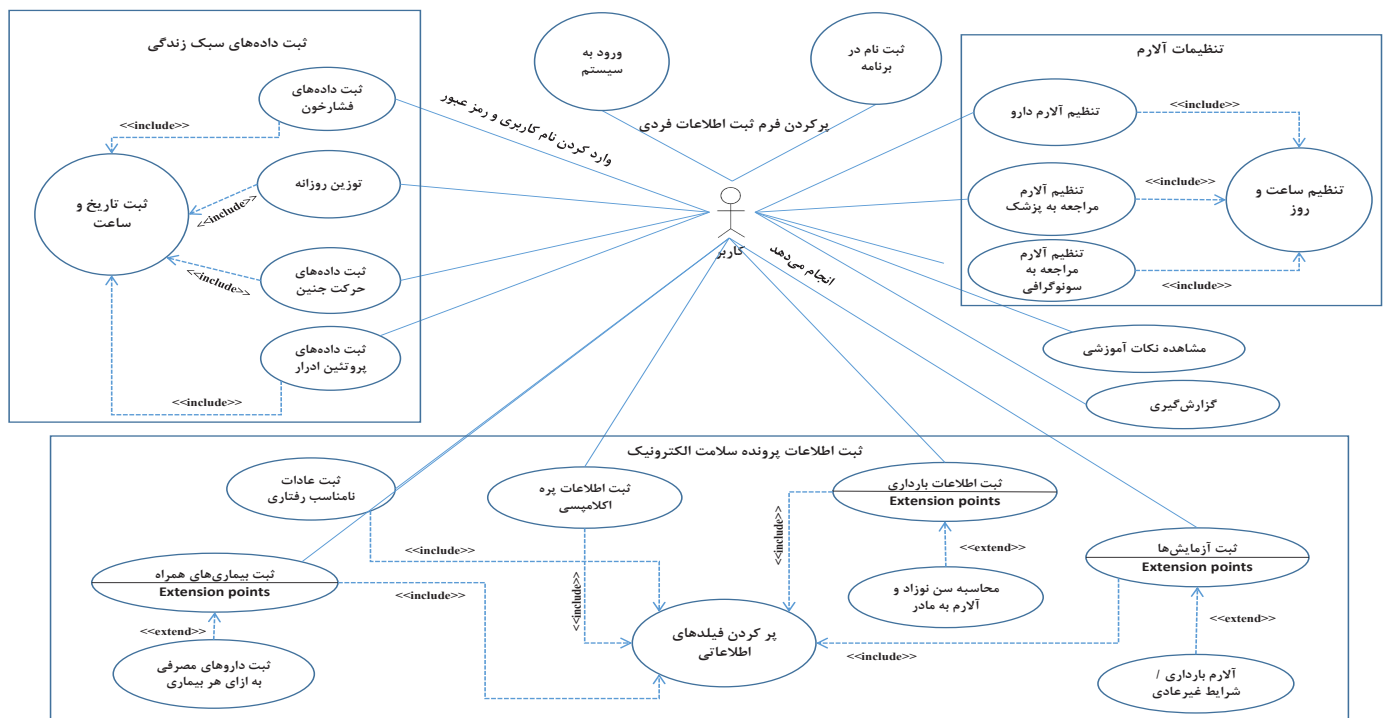 ثبت داده‌های سبک زندگی
ثبت داده‌های
فشارخون
<<include>>
توزین روزانه
<<include>>
ثبت تاریخ و
ساعت
ثبت داده‌های
حرکت جنین
<<include>>
ثبت داده‌های
پروتئین ادرار
<<include>>
ورود به
سیستم
ثبت نام در
برنامه
وارد کردن نام کاربری و رمز عبور
پرکردن فرم ثبت اطلاعات فردی
کاربر
انجام می‌دهد
تنظیمات آلارم
تنظیم آلارم دارو
<<include>>
تنظیم آلارم
مراجعه به پزشک
<<include>>
تنظیم ساعت و
روز
تنظیم آلارم
مراجعه به
سونوگرافی
<<include>>
مشاهده نکات آموزشی
گزارش‌گیری
ثبت اطلاعات پرونده سلامت الکترونیک
ثبت عادات
نامناسب رفتاری
<<include>>
ثبت اطلاعات پره
اکلامپسی
<<include>>
ثبت اطلاعات بارداری
Extension points
<<include>>
<<extend>>
محاسبه سن نوزاد و
آلارم به مادر
ثبت آزمایش‌ها
Extension points
<<include>>
<<extend>>
آلارم بارداری /
شرایط غیرعادی
ثبت بیماری‌های همراه
Extension points
<<include>>
<<extend>>
ثبت داروهای مصرفی
به ازای هر بیماری
پر کردن فیلدهای
اطلاعاتی